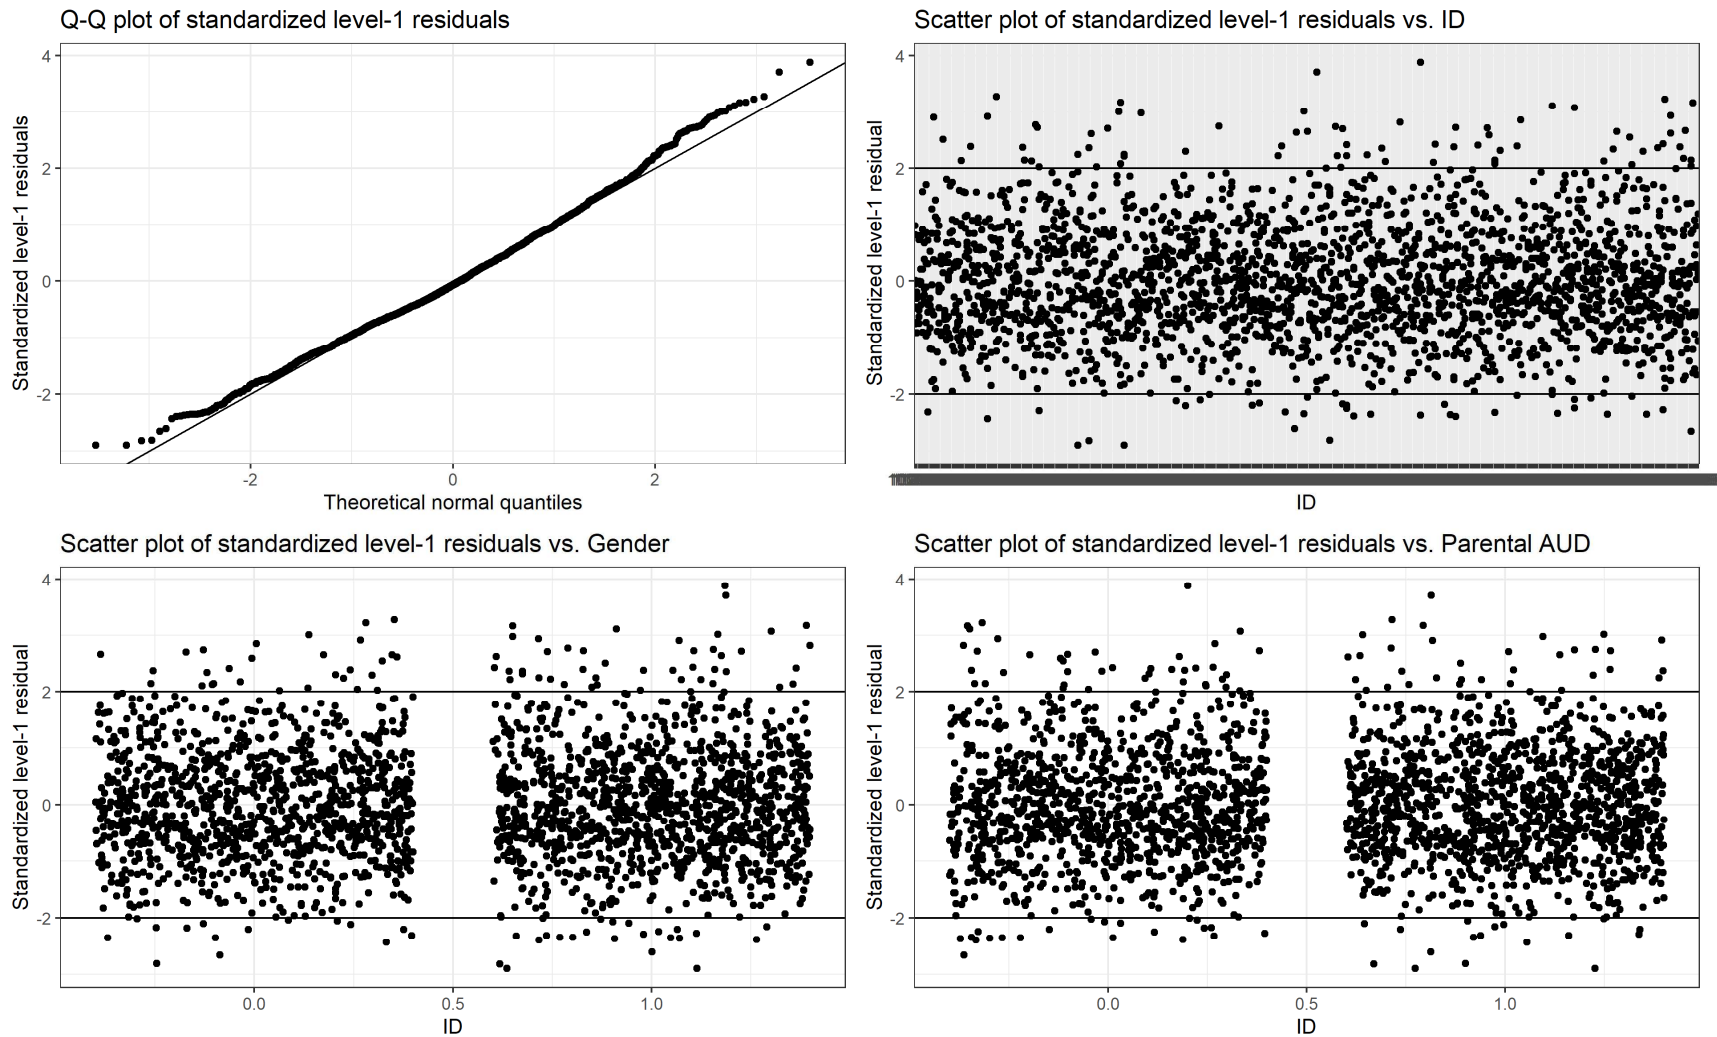 Q-Q plot of standardized level-1 residuals
Standardized level-1 residuals
4
2
0
-2
-2
0
2
Theoretical normal quantiles
Scatter plot of standardized level-1 residuals vs. ID
Standardized level-1 residual
4
2
0
-2
ID
Scatter plot of standardized level-1 residuals vs. Gender
Standardized level-1 residual
4
2
0
-2
0.0
0.5
1.0
ID
Scatter plot of standardized level-1 residuals vs. Parental AUD
Standardized level-1 residual
4
2
0
-2
0.0
0.5
1.0
ID